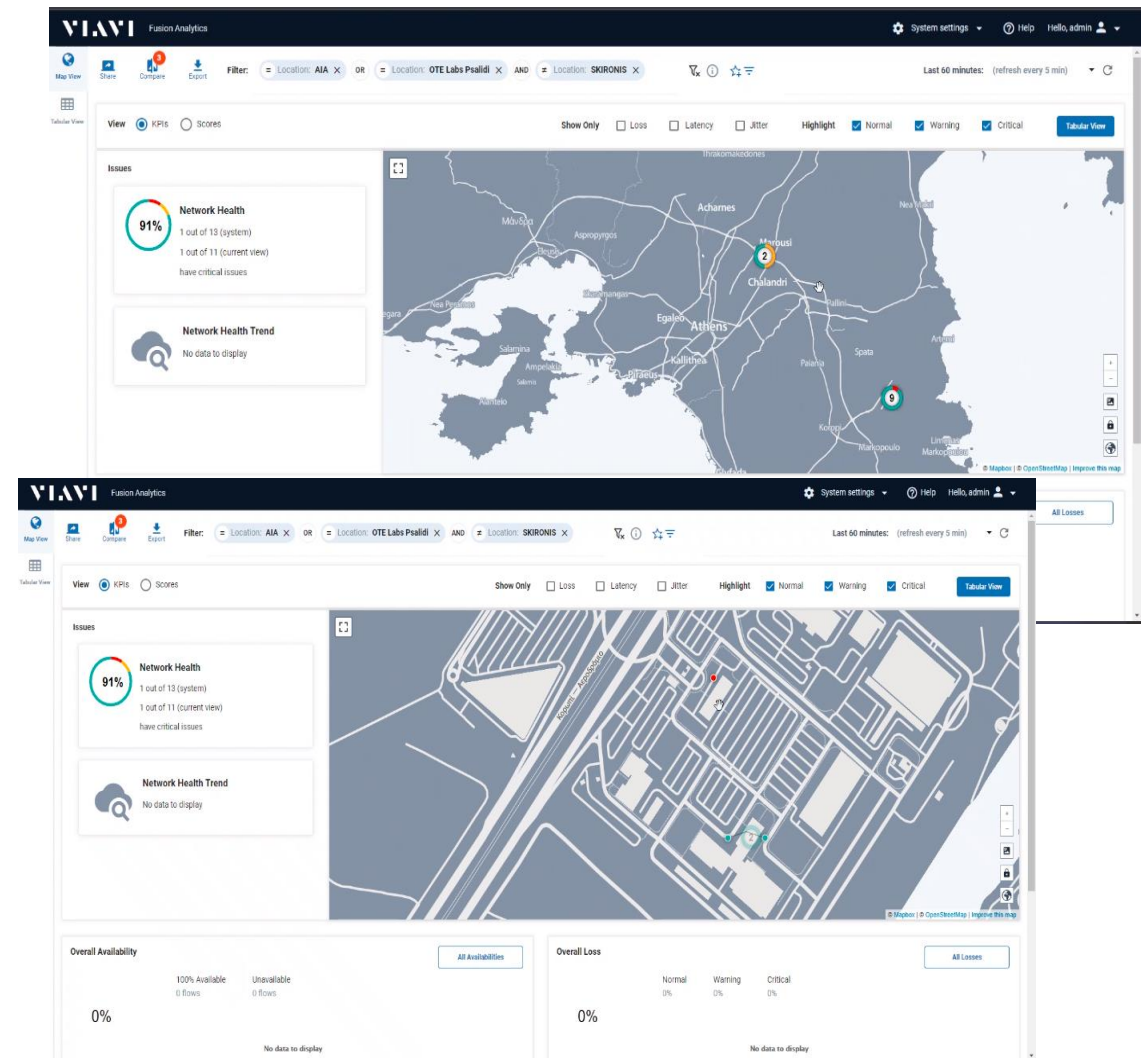 VIAVI Fusion Analytics System settings Help Hello, admin
Map View Share Compare 3 Export Filter: = Location: AIA X OR = Location: OTE Labs Psalidi X AND ≠ Location: SKIRONIS X Last 60 minutes: (refresh every 5 min)
Tabular View
View KPIs Scores Show Only Loss Latency Jitter Highlight Normal Warning Critical Tabular View
Issues
91%
Network Health
1 out of 13 (system)
1 out of 11 (current view)
have critical issues
Network Health Trend
No data to display
Thrakomakedones
Acharnes
Μάνδρα
Aspropyrgos
Marousi
2
Chalandri
Pallini
Nea Peramos
Egaleo
Athens
Salamina
Ampelakia
Salamis
Piraeus
Kallithea
Paiania
Spata
9
Koropi
Markopoulo
© Mapbox | © OpenStreetMap | Improve this map
All Losses
VIAVI Fusion Analytics System settings Help Hello, admin
Map View Share Compare 3 Export Filter: = Location: AIA X OR = Location: OTE Labs Psalidi X AND ≠ Location: SKIRONIS X Last 60 minutes: (refresh every 5 min)
Tabular View
View KPIs Scores Show Only Loss Latency Jitter Highlight Normal Warning Critical Tabular View
Issues
91%
Network Health
1 out of 13 (system)
1 out of 11 (current view)
have critical issues
Network Health Trend
No data to display
2
© Mapbox | © OpenStreetMap | Improve this map
Overall Availability
All Availabilities
100% Available Unavailable
0 flows 0 flows
0%
No data to display
Overall Loss
All Losses
Normal Warning Critical
0% 0% 0%
0%
No data to display